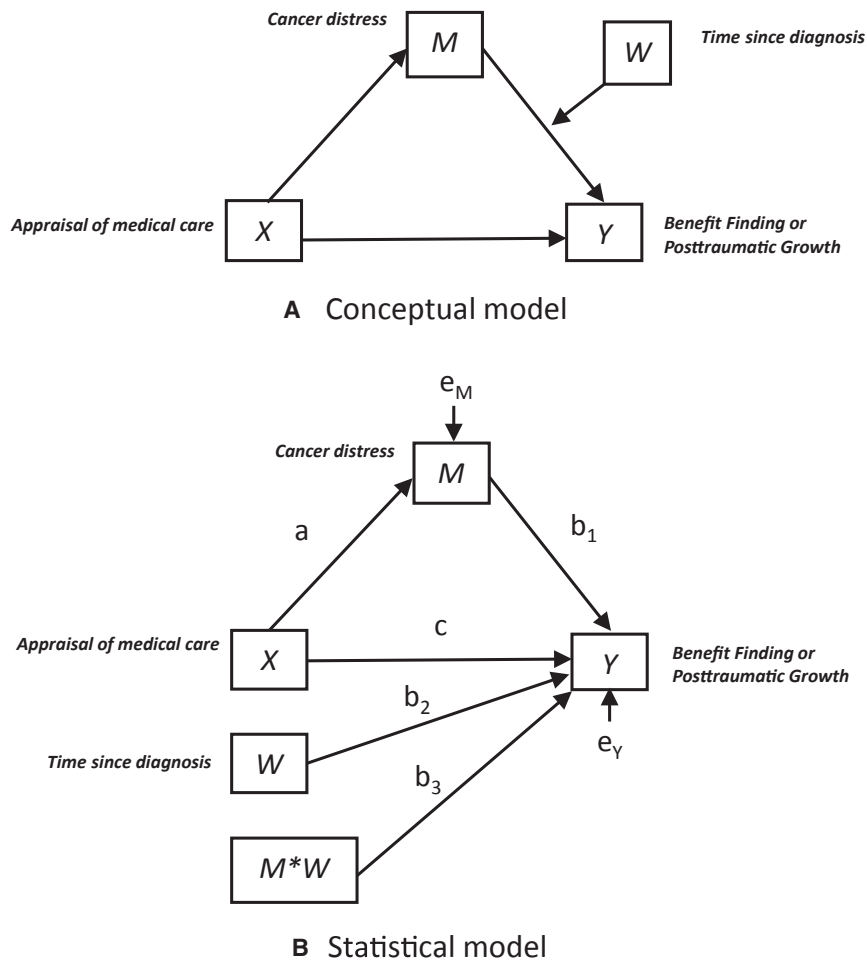 Cancer distress
M
W
Time since diagnosis
Appraisal of medical care
X
Y
Benefit Finding or
Posttraumatic Growth
A Conceptual model
e_M
Cancer distress
M
a
b_1
Appraisal of medical care
X
c
Y
Benefit Finding or
Posttraumatic Growth
b_2
e_Y
Time since diagnosis
W
b_3
M*W
B Statistical model